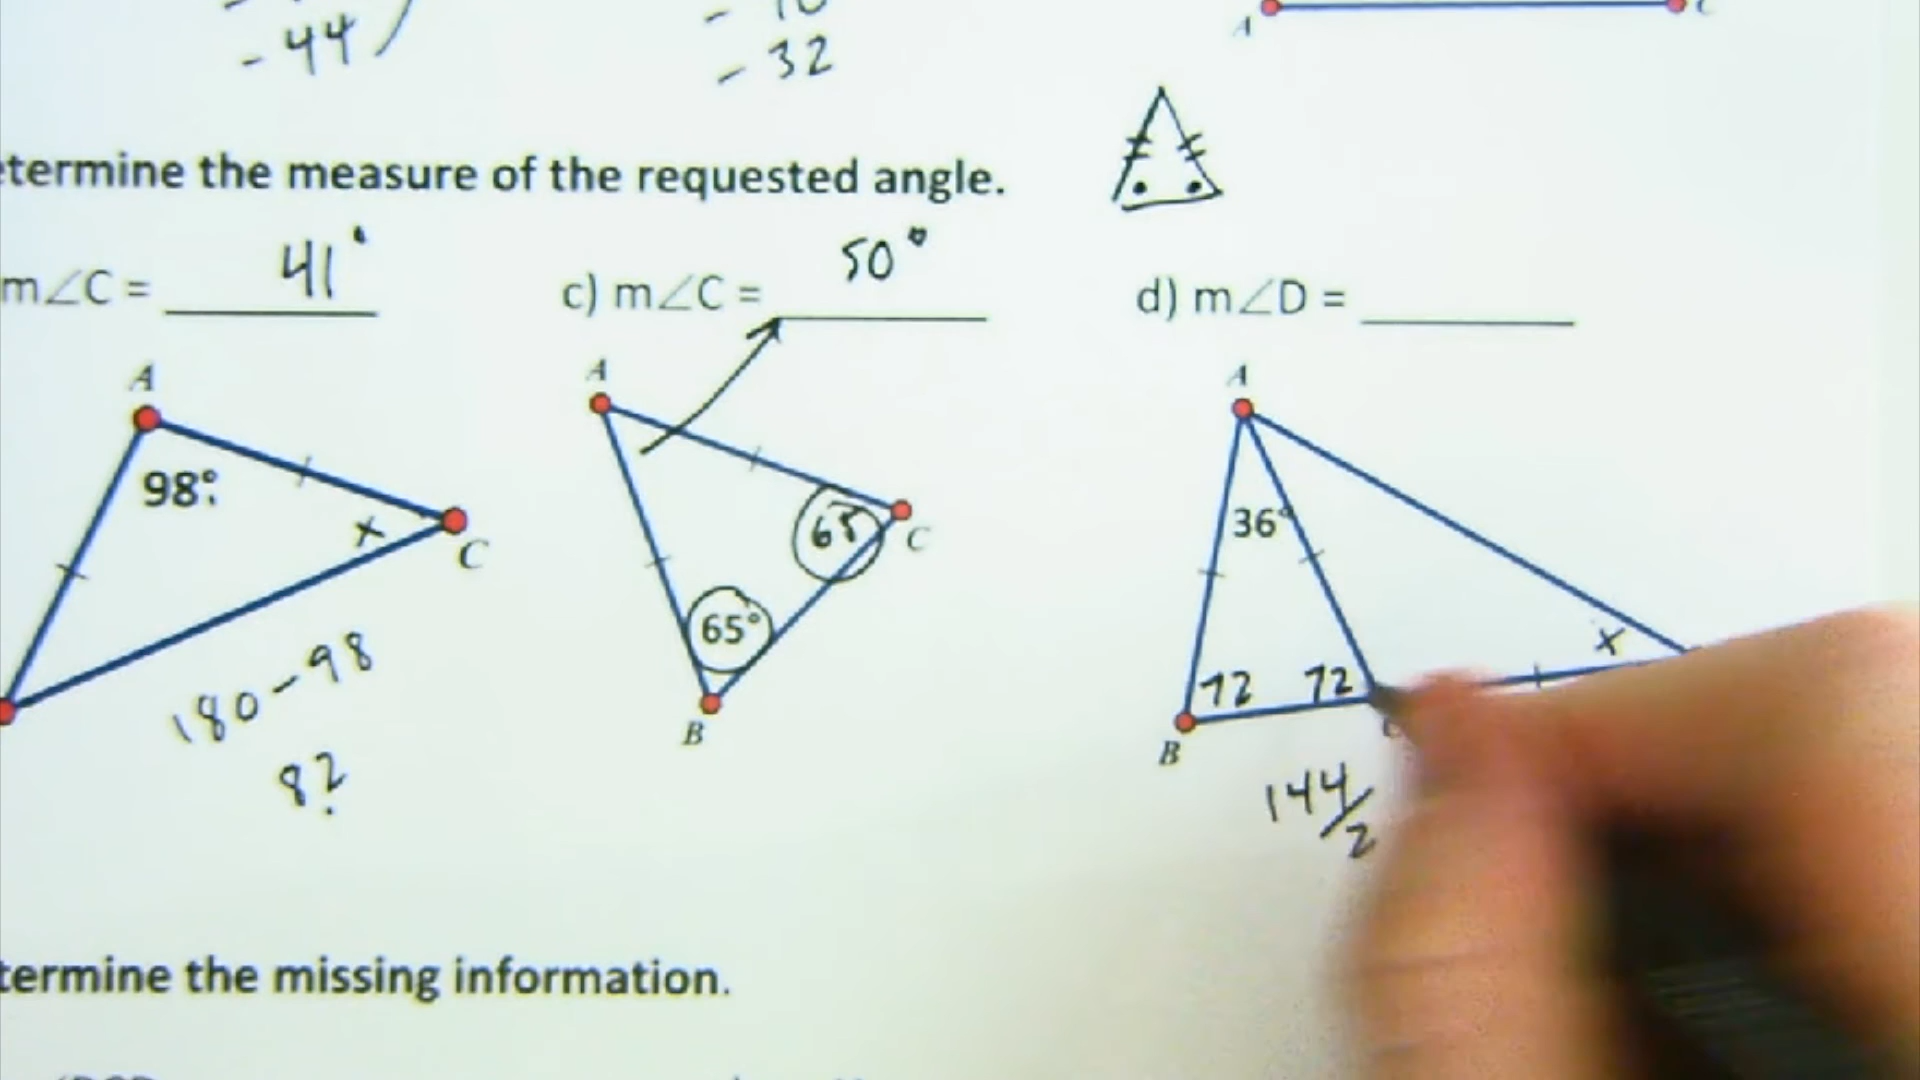 - 44
- 32
A
etermine the measure of the requested angle.
m∠C = 41°
c) m∠C = 50°
d) m∠D =
A
98°
x
C
180-98
82
A
65
C
65°
B
A
36°
x
72 72
B
144/2
termine the missing information.